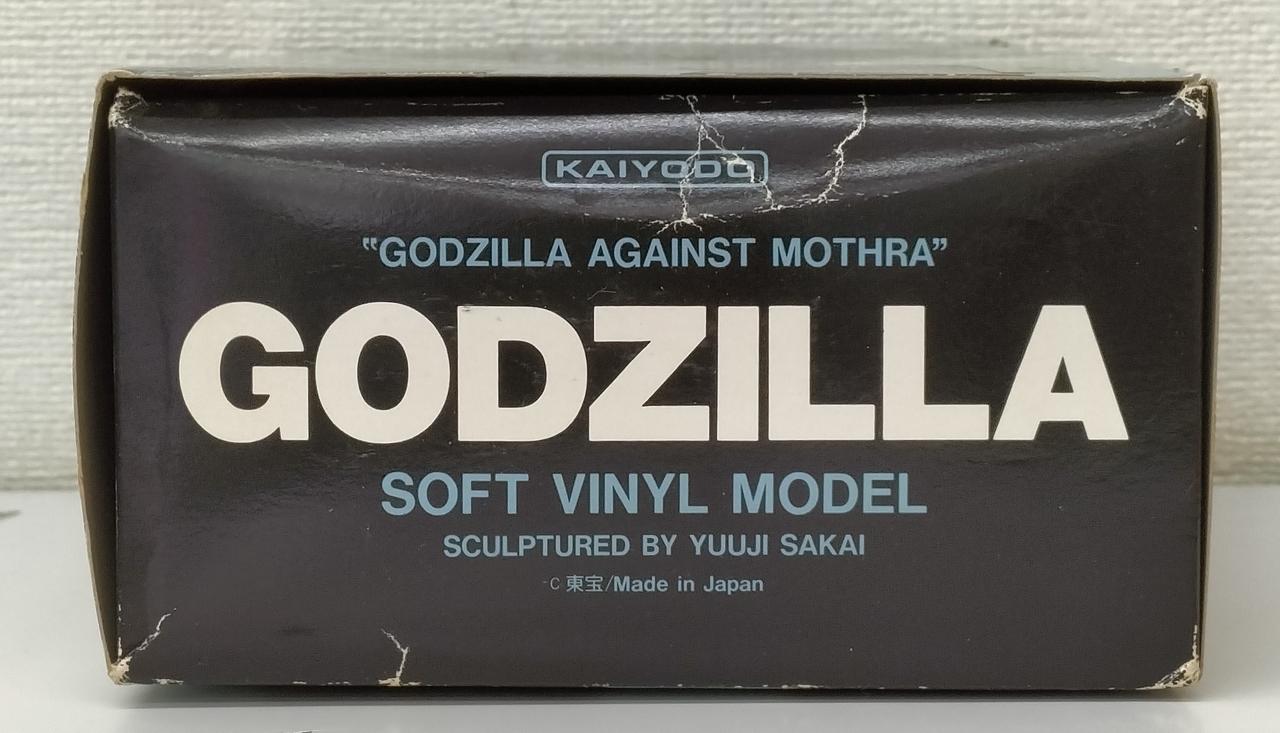 KAIYODO
“GODZILLA AGAINST MOTHRA”
GODZILLA
SOFT VINYL MODEL
SCULPTURED BY YUUJI SAKAI
C 東宝/Made in Japan